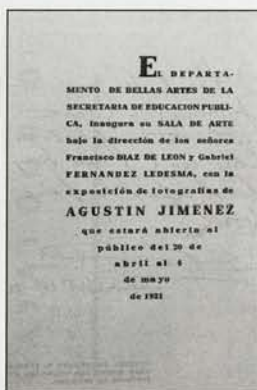 EL DEPARTA-
MENTO DE BELLAS ARTES DE LA
SECRETARIA DE EDUCACION PUBLI-
CA, inaugura su SALA DE ARTE
bajo la dirección de los señores
Francisco DIAZ DE LEON y Gabriel
FERNANDEZ LEDESMA, con la
exposición de fotografías de
AGUSTIN JIMENEZ
que estará abierta al
público del 20 de
abril al 4
de mayo
de 1931